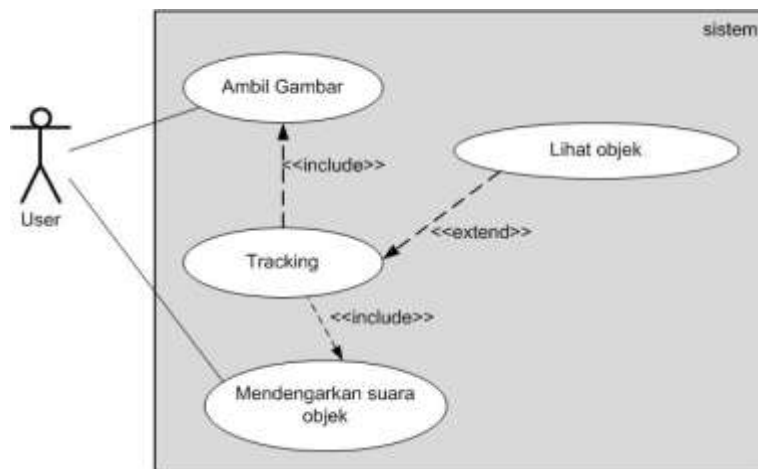 sistem
Ambil Gambar
Lihat objek
<<include>>
User
<<extend>>
Tracking
<<include>>
Mendengarkan suara
objek